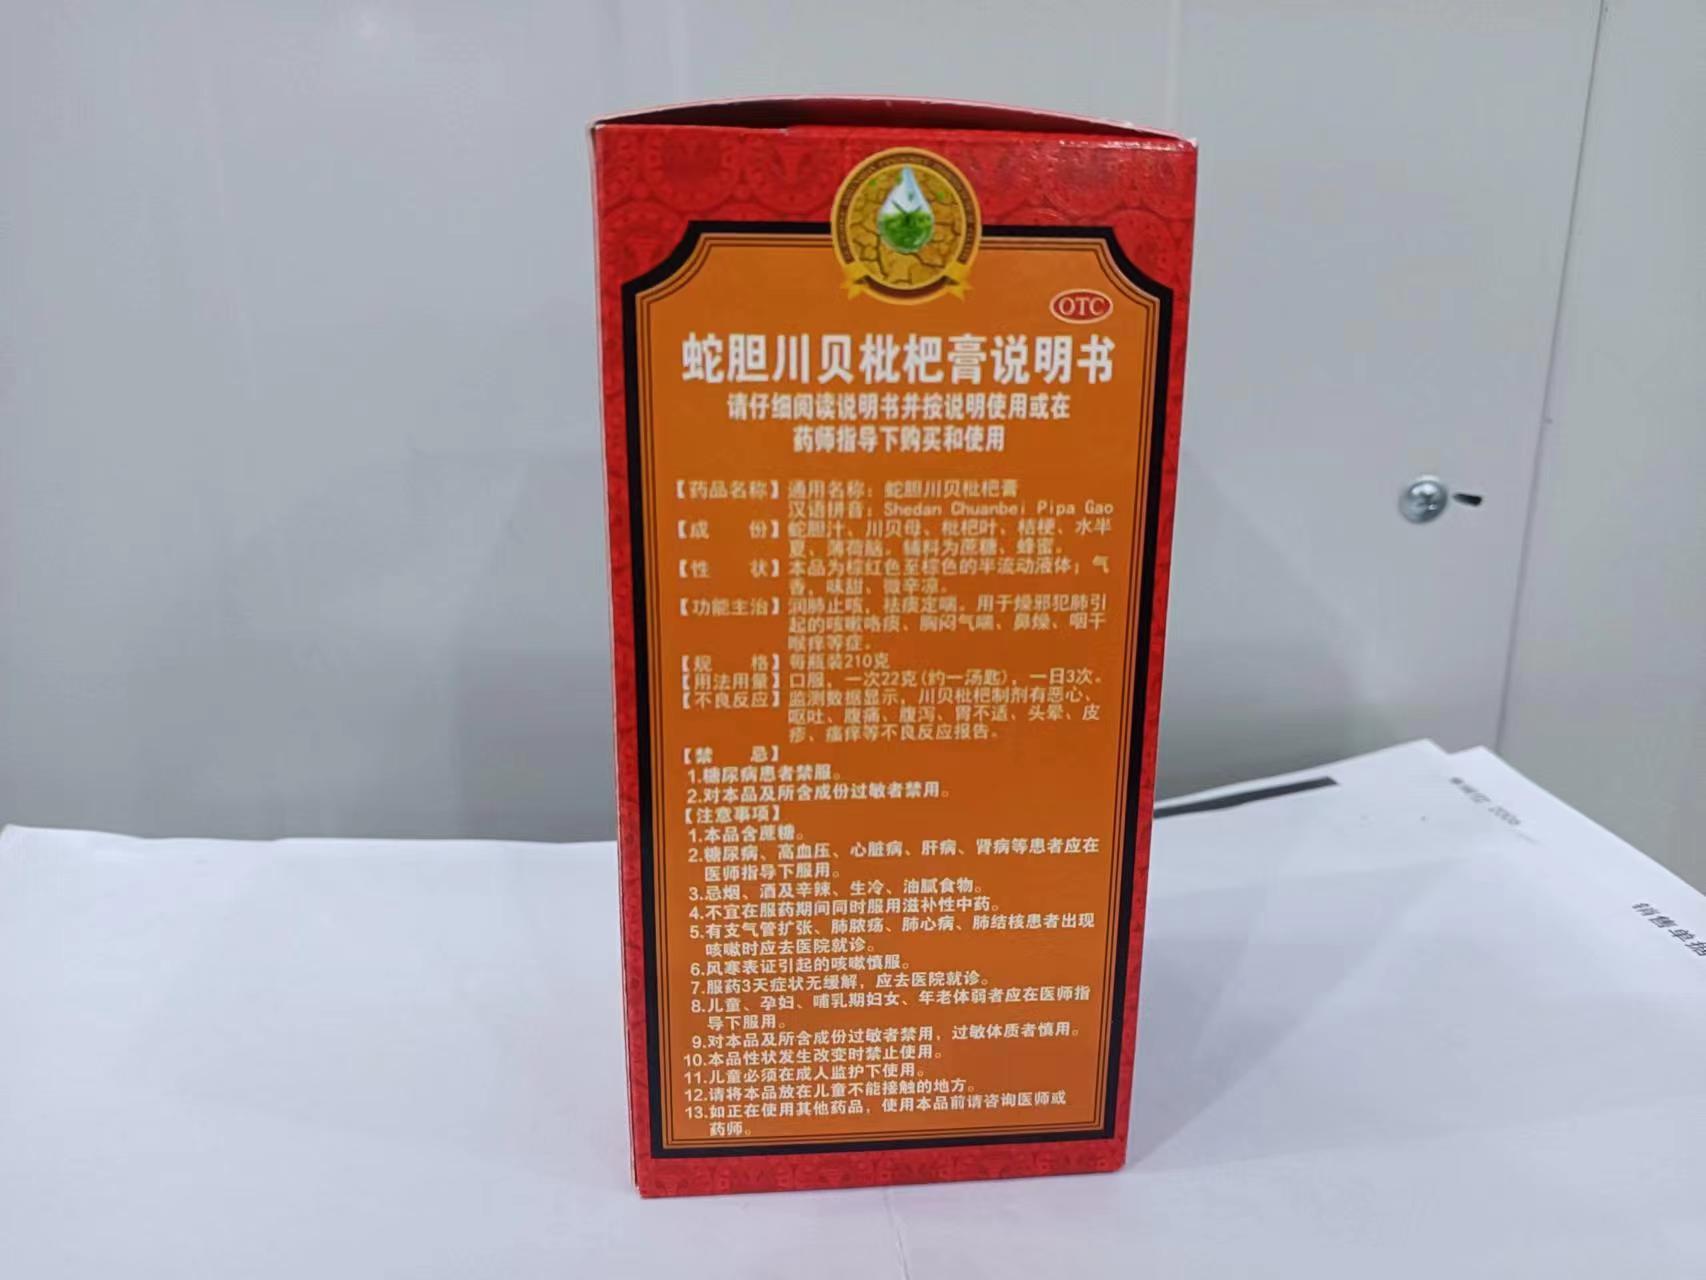 OTC
蛇胆川贝枇杷膏说明书
请仔细阅读说明书并按说明使用或在
药师指导下购买和使用
【药品名称】通用名称：蛇胆川贝枇杷膏
汉语拼音：Shedan Chuanbei Pipa Gao
【成 份】蛇胆汁、川贝母、枇杷叶、桔梗、水半
夏、薄荷脑。辅料为蔗糖、蜂蜜。
【性 状】本品为棕红色至棕色的半流动液体；气
香，味甜、微辛凉。
【功能主治】润肺止咳，祛痰定喘。用于燥邪犯肺引
起的咳嗽咯痰、胸闷气喘、鼻燥、咽干
喉痒等症。
【规 格】每瓶装210克
【用法用量】口服，一次22克(约一汤匙)，一日3次。
【不良反应】监测数据显示，川贝枇杷制剂有恶心、
呕吐、腹痛、腹泻、胃不适、头晕、皮
疹、瘙痒等不良反应报告。
【禁 忌】
1.糖尿病患者禁服。
2.对本品及所含成份过敏者禁用。
【注意事项】
1.本品含蔗糖。
2.糖尿病、高血压、心脏病、肝病、肾病等患者应在
医师指导下服用。
3.忌烟、酒及辛辣、生冷、油腻食物。
4.不宜在服药期间同时服用滋补性中药。
5.有支气管扩张、肺脓疡、肺心病、肺结核患者出现
咳嗽时应去医院就诊。
6.风寒表证引起的咳嗽慎服。
7.服药3天症状无缓解，应去医院就诊。
8.儿童、孕妇、哺乳期妇女、年老体弱者应在医师指
导下服用。
9.对本品及所含成份过敏者禁用，过敏体质者慎用。
10.本品性状发生改变时禁止使用。
11.儿童必须在成人监护下使用。
12.请将本品放在儿童不能接触的地方。
13.如正在使用其他药品，使用本品前请咨询医师或
药师。
销售单